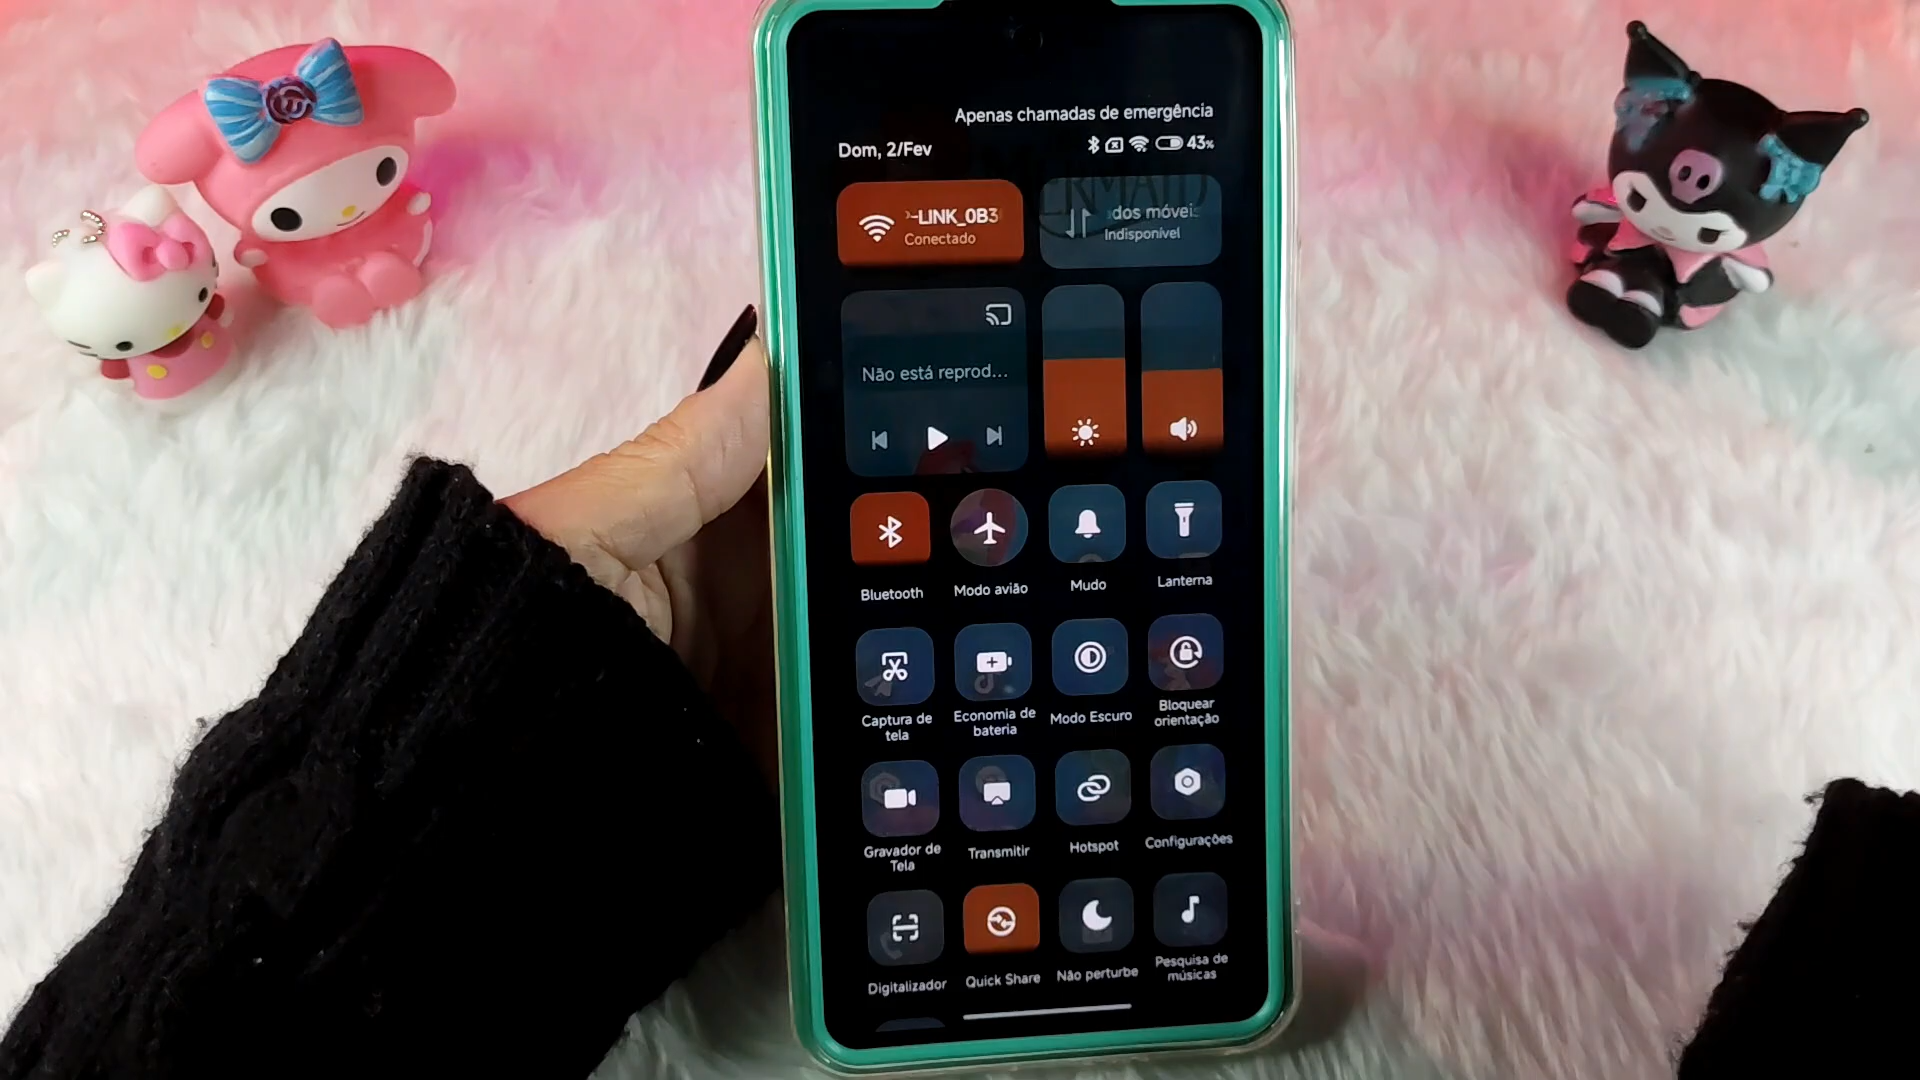 Apenas chamadas de emergência
Dom, 2/Fev
43%
-LINK_0B3
Conectado
dos móveis
Indisponível
ERMAID
Não está reprod...
Bluetooth
Modo avião
Mudo
Lanterna
Captura de
tela
Economia de
bateria
Modo Escuro
Bloquear
orientação
Gravador de
Tela
Transmitir
Hotspot
Configurações
Digitalizador
Quick Share
Não perturbe
Pesquisa de
músicas